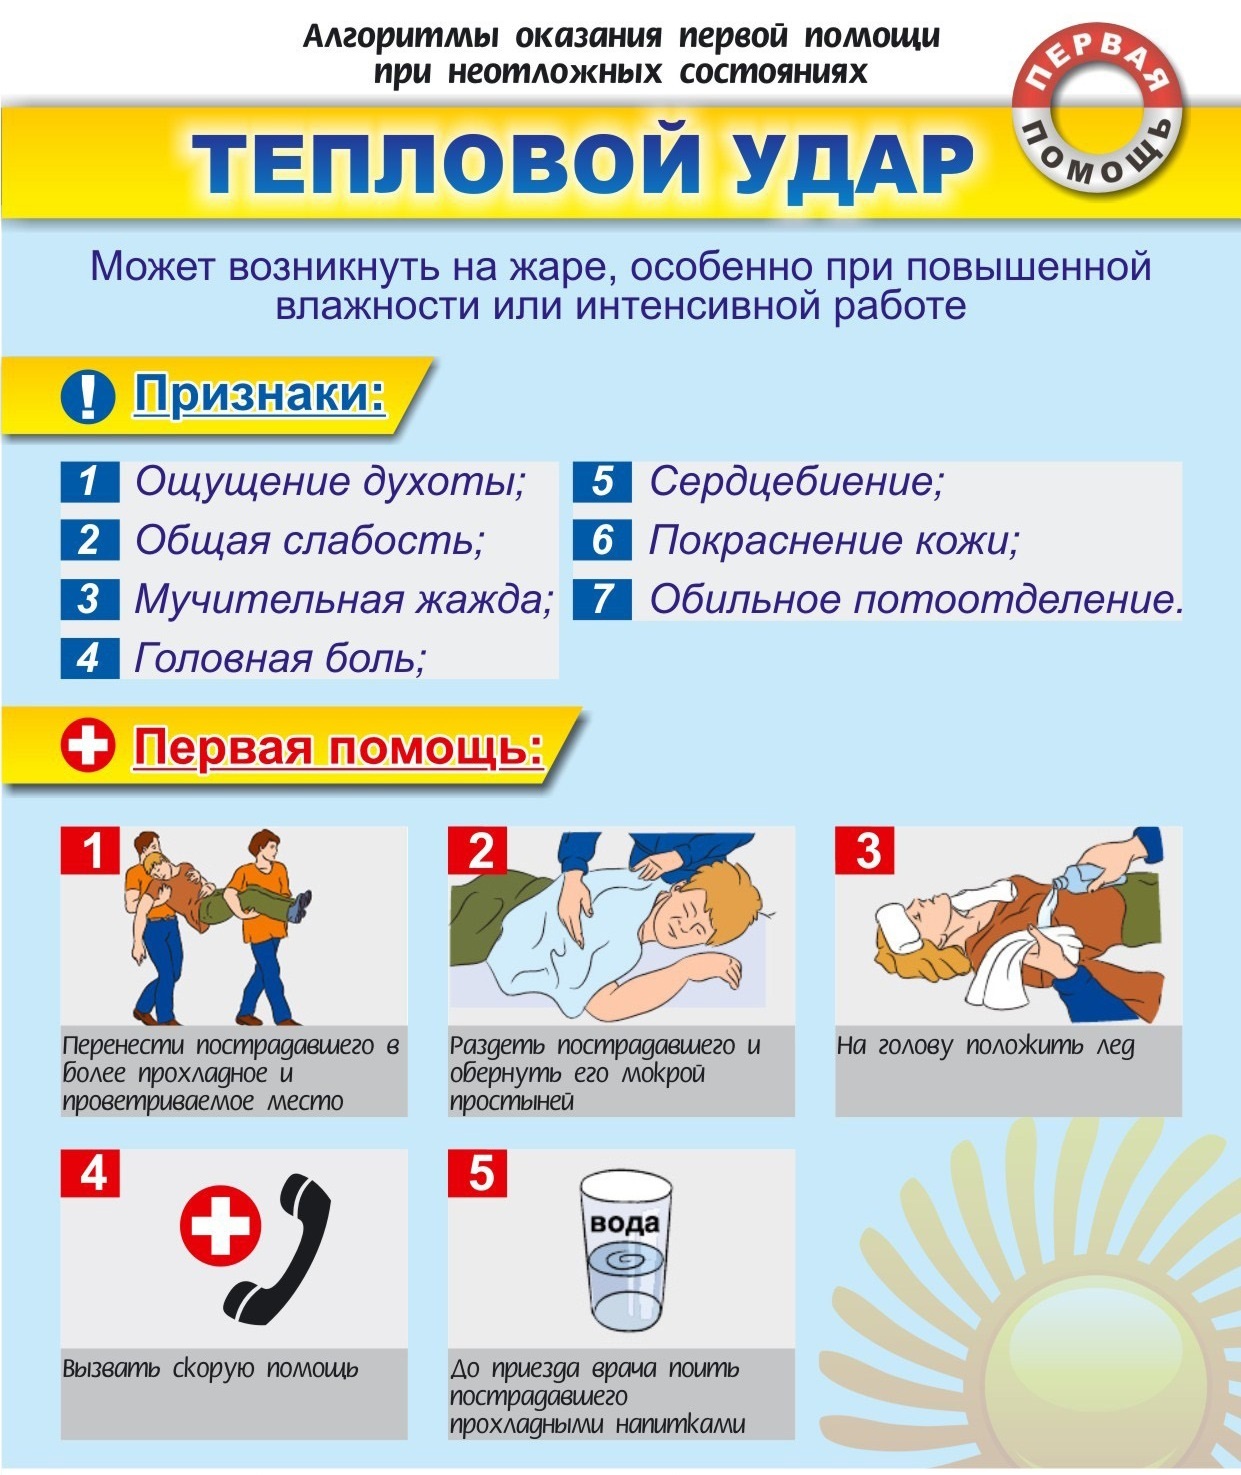 Алгоритмы оказания первой помощи
при неотложных состояниях
ПЕРВАЯ
ПОМОЩЬ
ТЕПЛОВОЙ УДАР
Может возникнуть на жаре, особенно при повышенной
влажности или интенсивной работе
! Признаки:
1 Ощущение духоты;
2 Общая слабость;
3 Мучительная жажда;
4 Головная боль;
5 Сердцебиение;
6 Покраснение кожи;
7 Обильное потоотделение.
Первая помощь:
1
Перенести пострадавшего в
более прохладное и
проветриваемое место
2
Раздеть пострадавшего и
обернуть его мокрой
простыней
3
На голову положить лед
4
Вызвать скорую помощь
5
вода
До приезда врача поить
пострадавшего
прохладными напитками